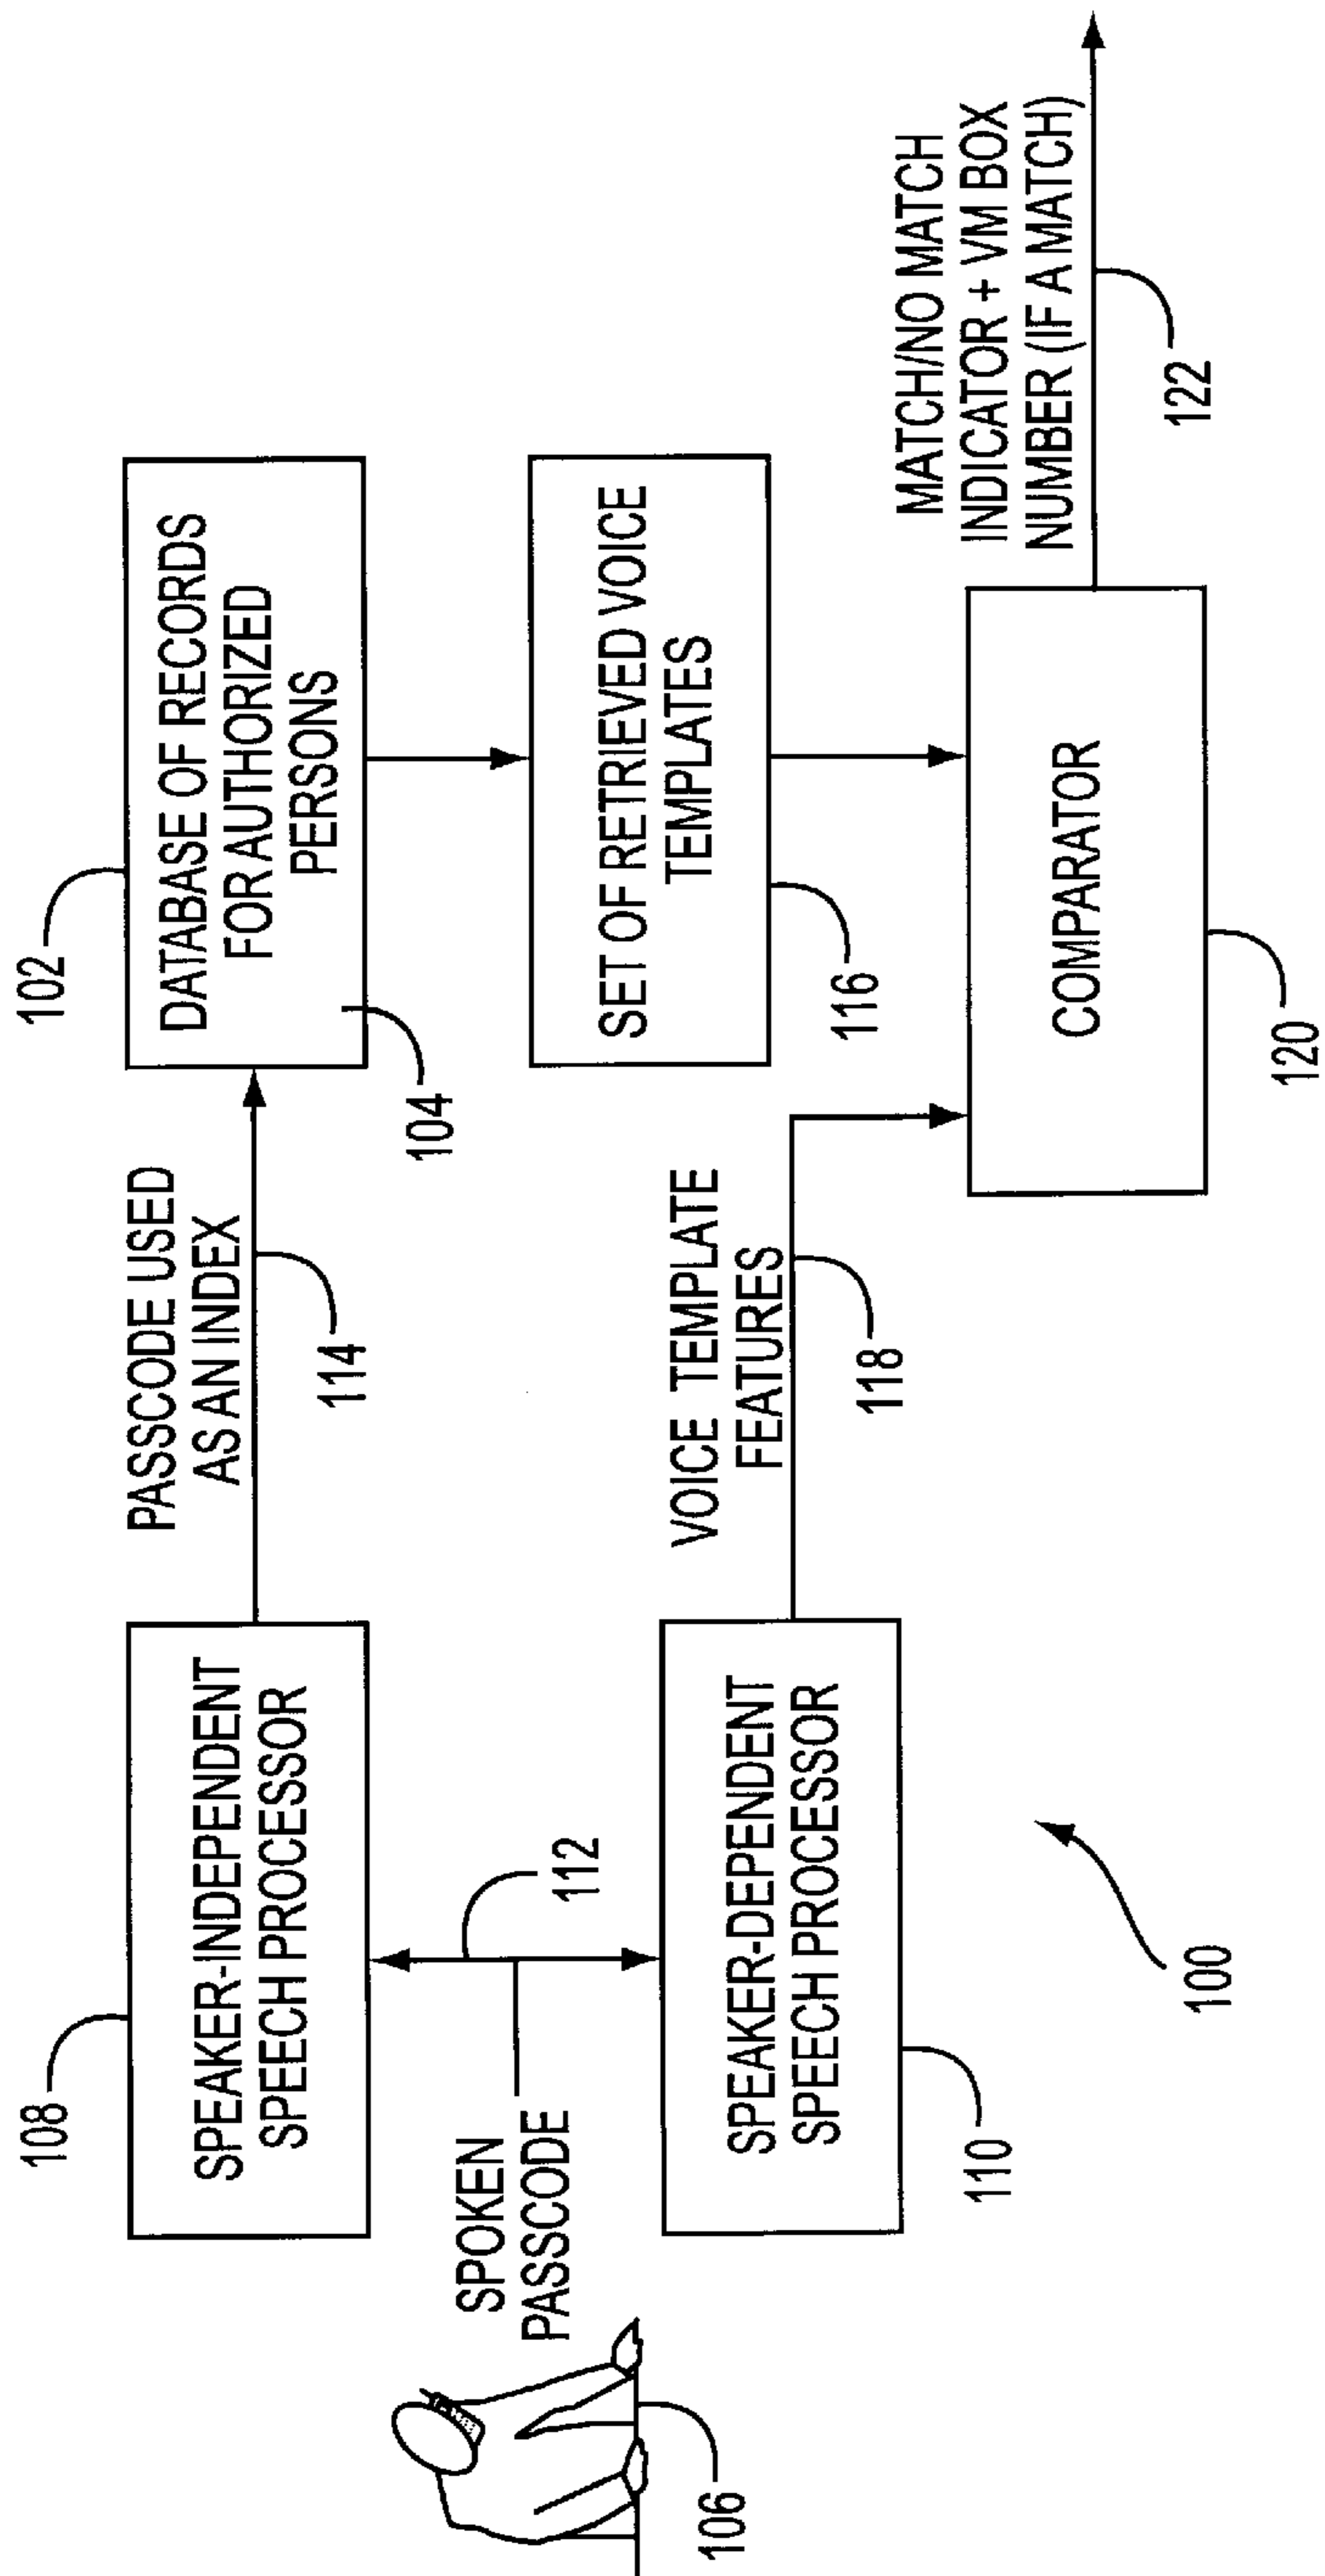 102
DATABASE OF RECORDS
FOR AUTHORIZED
PERSONS
104
PASSCODE USED
AS AN INDEX
114
108
SPEAKER-INDEPENDENT
SPEECH PROCESSOR
112
SPOKEN
PASSCODE
106
SPEAKER-DEPENDENT
SPEECH PROCESSOR
110
VOICE TEMPLATE
FEATURES
118
SET OF RETRIEVED VOICE
TEMPLATES
116
COMPARATOR
120
MATCH/NO MATCH
INDICATOR + VM BOX
NUMBER (IF A MATCH)
122
100